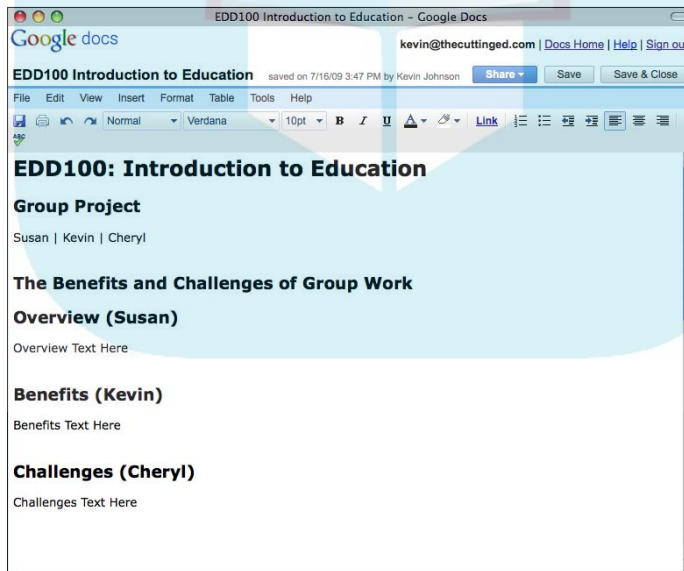 EDD100 Introduction to Education – Google Docs
Google docs
kevin@thecuttinged.com | Docs Home | Help | Sign ou
EDD100 Introduction to Education saved on 7/16/09 3:47 PM by Kevin Johnson Share Save Save & Close
File Edit View Insert Format Table Tools Help
Normal Verdana 10pt B I U A Link
ABC
EDD100: Introduction to Education
Group Project
Susan | Kevin | Cheryl
The Benefits and Challenges of Group Work
Overview (Susan)
Overview Text Here
Benefits (Kevin)
Benefits Text Here
Challenges (Cheryl)
Challenges Text Here